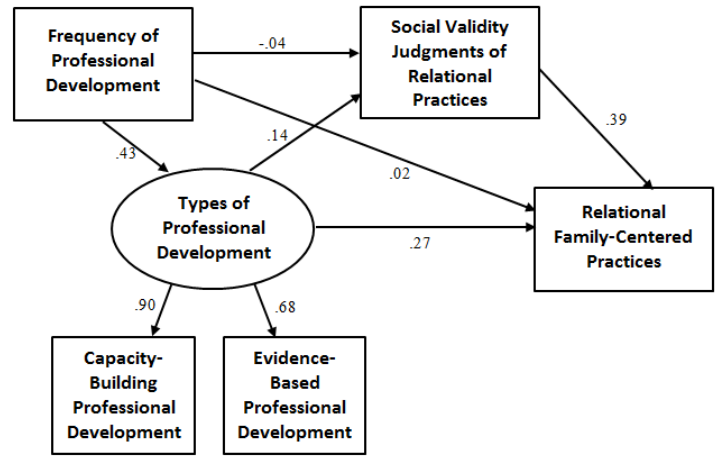 Frequency of
Professional
Development
-.04
Social Validity
Judgments of
Relational
Practices
.43
.14
.39
.02
Types of
Professional
Development
.27
Relational
Family-Centered
Practices
.90
.68
Capacity-
Building
Professional
Development
Evidence-
Based
Professional
Development